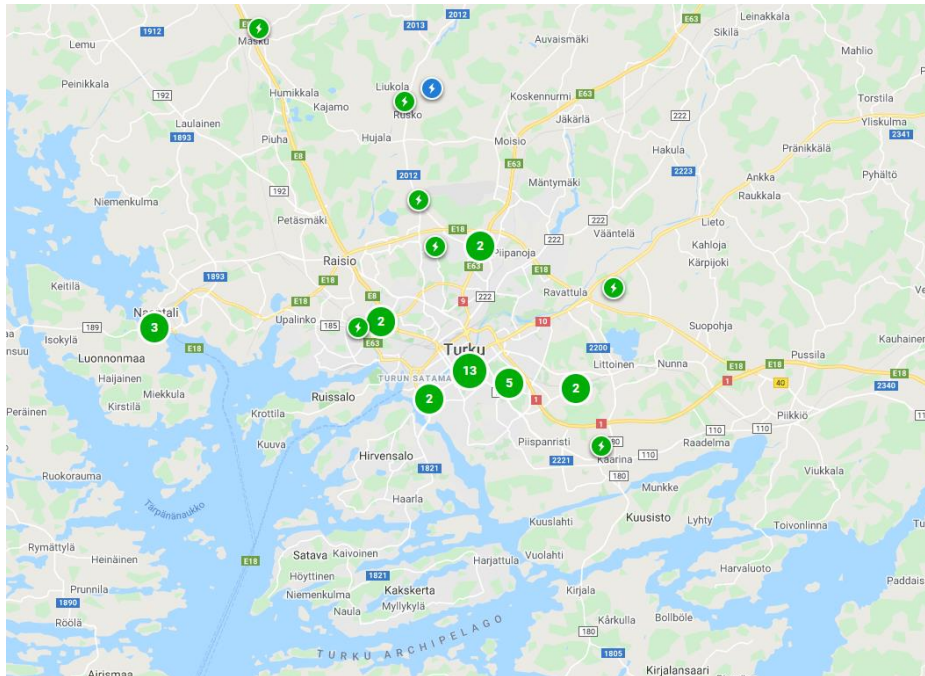 1912
E8
Masku
2012
2013
E63
Leinakkala
Sikilä
Lemu
Auvaismäki
Mahlio
Peinikkala
192
Humikkala
Kajamo
Liukola
Rusko
Koskennurmi
E63
Torstila
Laulainen
1893
Piuha
Hujala
Jäkärlä
222
Yliskulma
2341
Moisio
E63
Hakula
Pränikkälä
E8
2012
2223
Ankka
Raukkala
Pyhältö
192
Mäntymäki
Niemenkulma
Petäsmäki
222
Vääntelä
Lieto
E18
222
Kahloja
Kärpijoki
2
Piipanoja
Raisio
E63
E18
Keitilä
1893
E18
E8
222
Ravattula
9
Naantali
3
Upalinko
185
2
10
Suopohja
189
Isokylä
E18
E63
Turku
2200
Kauhainen
Luonnonmaa
Littoinen
Nunna
Pussila
Haijainen
TURUN SATAMA
13
5
2
1
E18
Kirstilä
Miekkula
Ruissalo
2
1
40
2340
Peräinen
Krottila
1
Piikkiö
Kuuva
Piispanristi
110
110
Raadelma
Hirvensalo
2221
Kaarina
110
1821
180
Viukkala
Ruokorauma
Munkke
Haarla
Kuusisto
Lyhty
Toivonlinna
Tärpänänaukko
Kuuslahti
Rymättylä
Heinäinen
E18
Satava
Kaivoinen
Harjattula
Vuolahti
Harvaluoto
Höyttinen
1821
Paddais
Prunnila
Niemenkulma
Kakskerta
Kirjala
1890
Naula
Myllykylä
Kärkulla
Bollböle
Röölä
180
TURKU ARCHIPELAGO
1805
Airismaa
Kirjalansaari